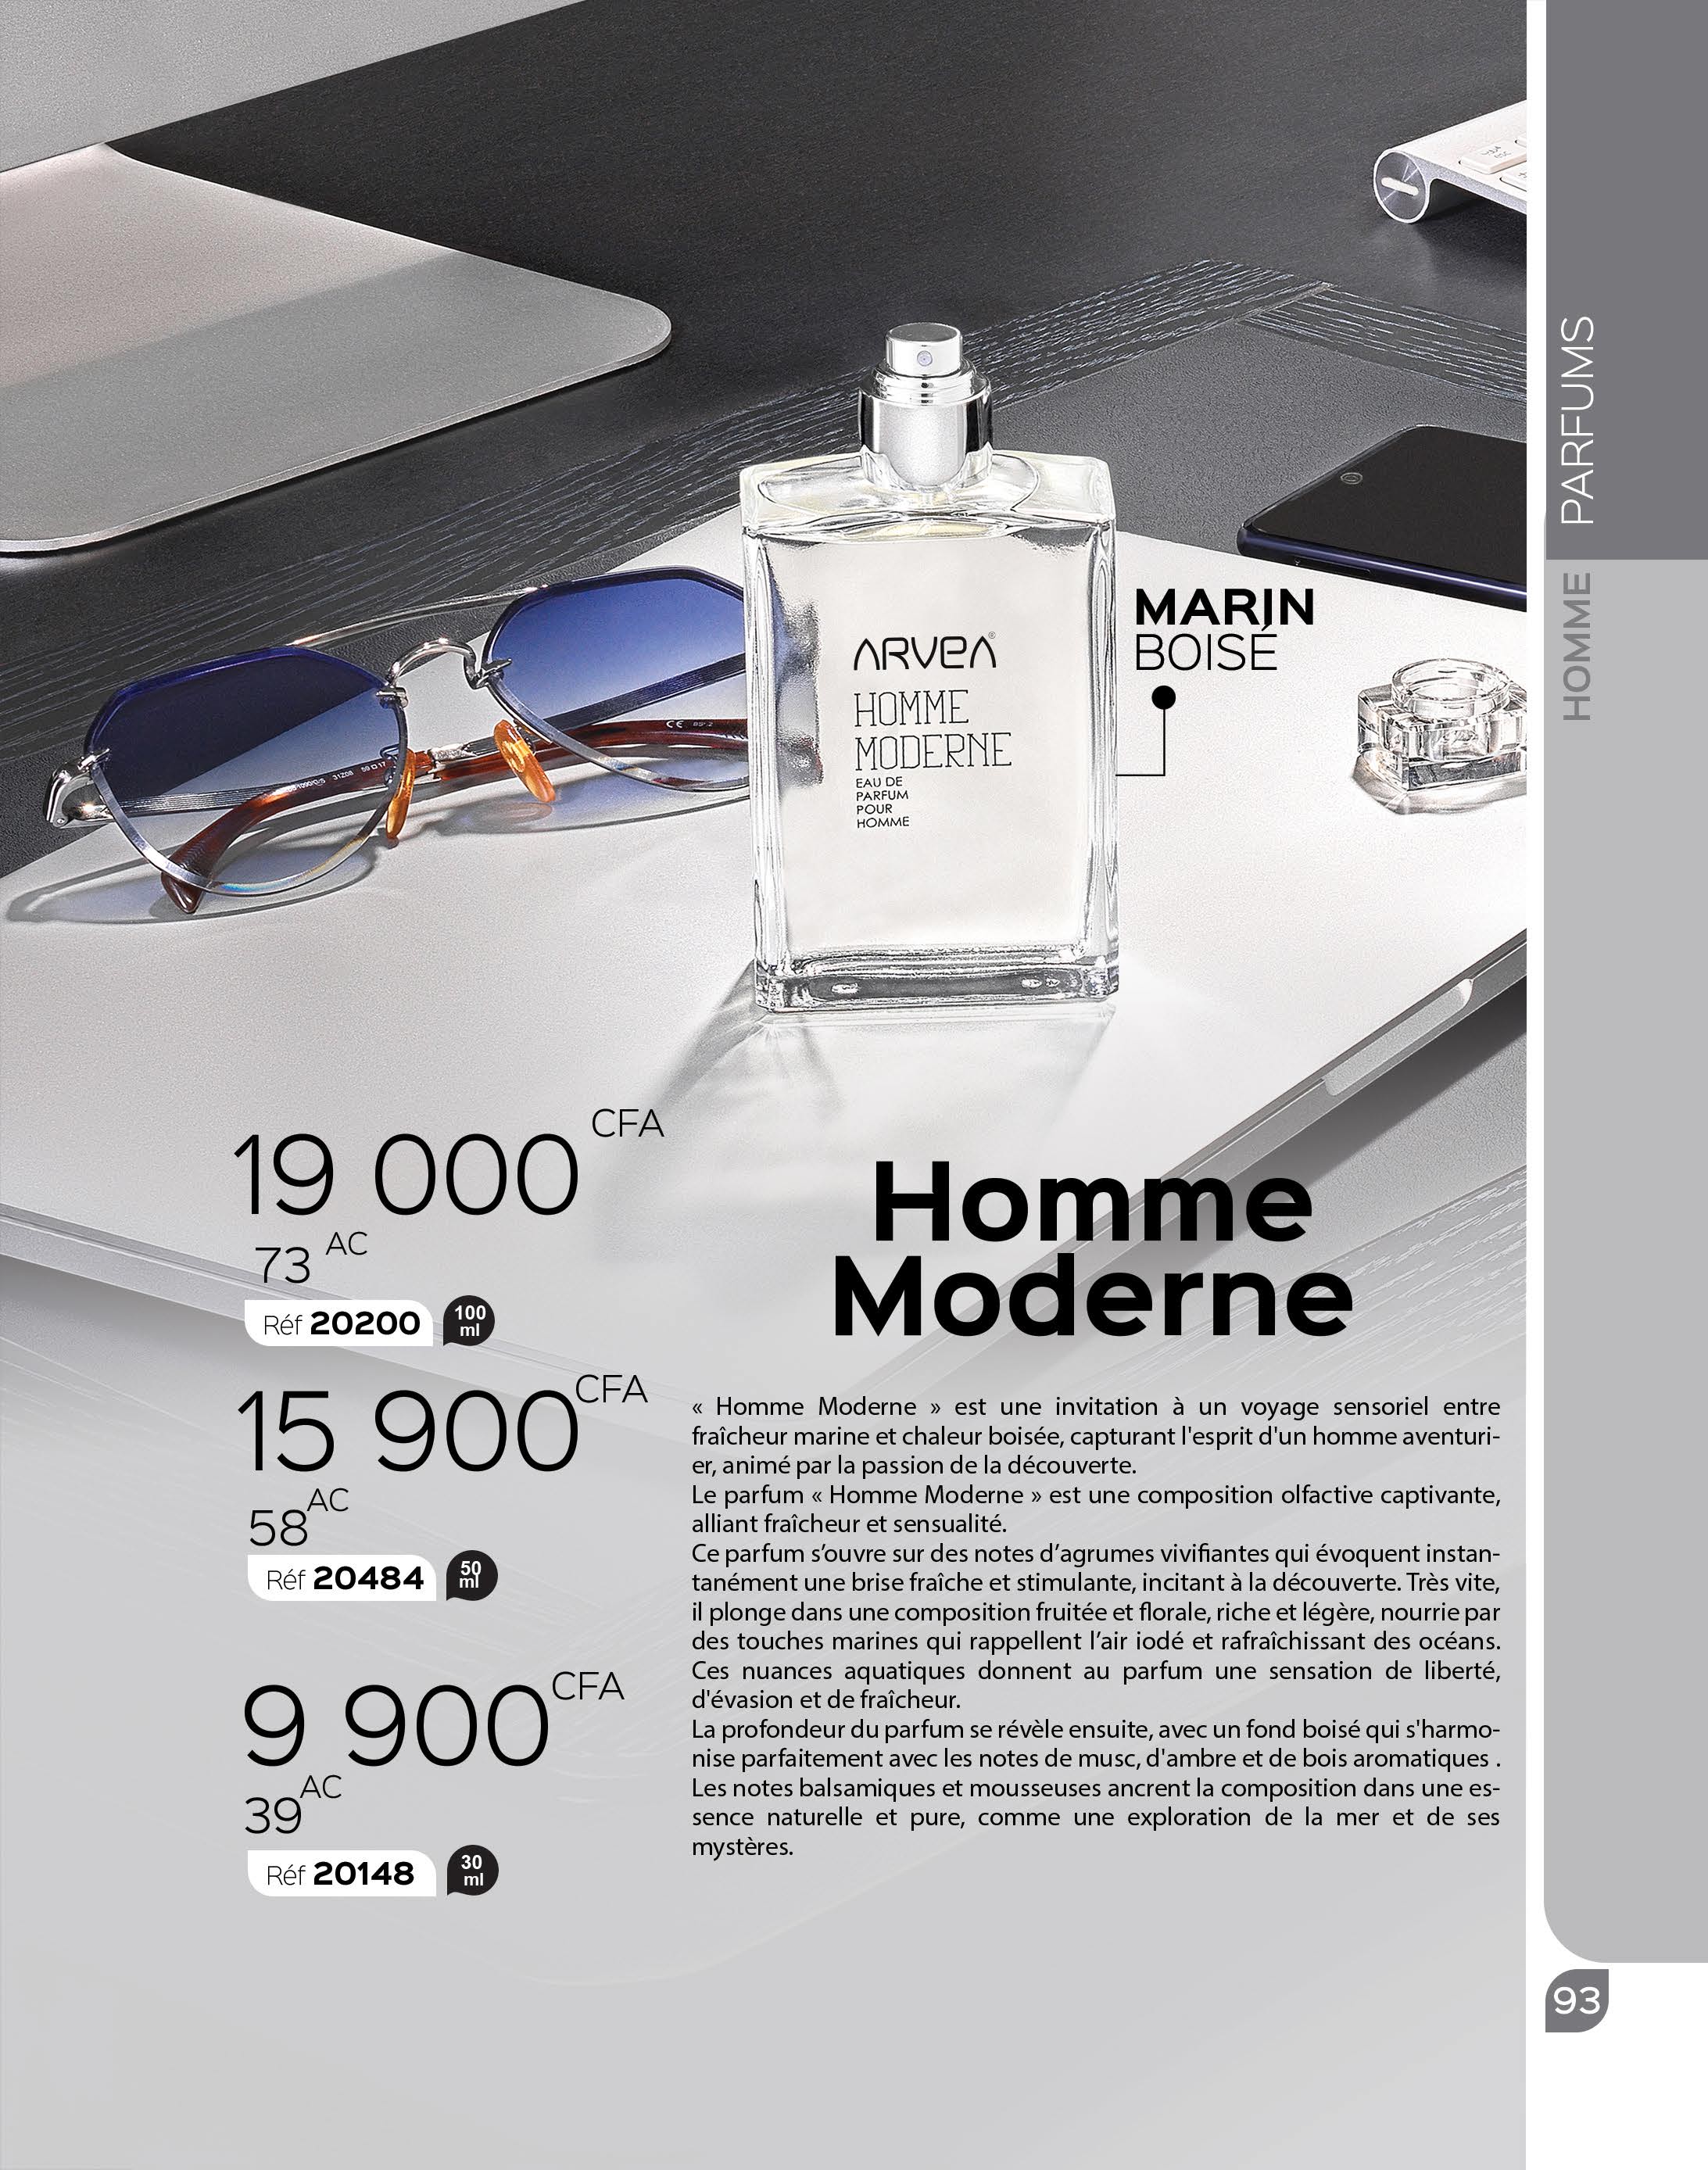 PARFUMS
HOMME
ARVEA®
HOMME
MODERNE
EAU DE
PARFUM
POUR
HOMME
MARIN
BOISÉ
19 000 CFA
73 AC
Réf 20200
100
ml
15 900 CFA
58 AC
Réf 20484
50
ml
9 900 CFA
39 AC
Réf 20148
30
ml
Homme
Moderne
« Homme Moderne » est une invitation à un voyage sensoriel entre
fraîcheur marine et chaleur boisée, capturant l'esprit d'un homme aventuri-
er, animé par la passion de la découverte.
Le parfum « Homme Moderne » est une composition olfactive captivante,
alliant fraîcheur et sensualité.
Ce parfum s’ouvre sur des notes d’agrumes vivifiantes qui évoquent instan-
tanément une brise fraîche et stimulante, incitant à la découverte. Très vite,
il plonge dans une composition fruitée et florale, riche et légère, nourrie par
des touches marines qui rappellent l’air iodé et rafraîchissant des océans.
Ces nuances aquatiques donnent au parfum une sensation de liberté,
d'évasion et de fraîcheur.
La profondeur du parfum se révèle ensuite, avec un fond boisé qui s'harmo-
nise parfaitement avec les notes de musc, d'ambre et de bois aromatiques .
Les notes balsamiques et mousseuses ancrent la composition dans une es-
sence naturelle et pure, comme une exploration de la mer et de ses
mystères.
93